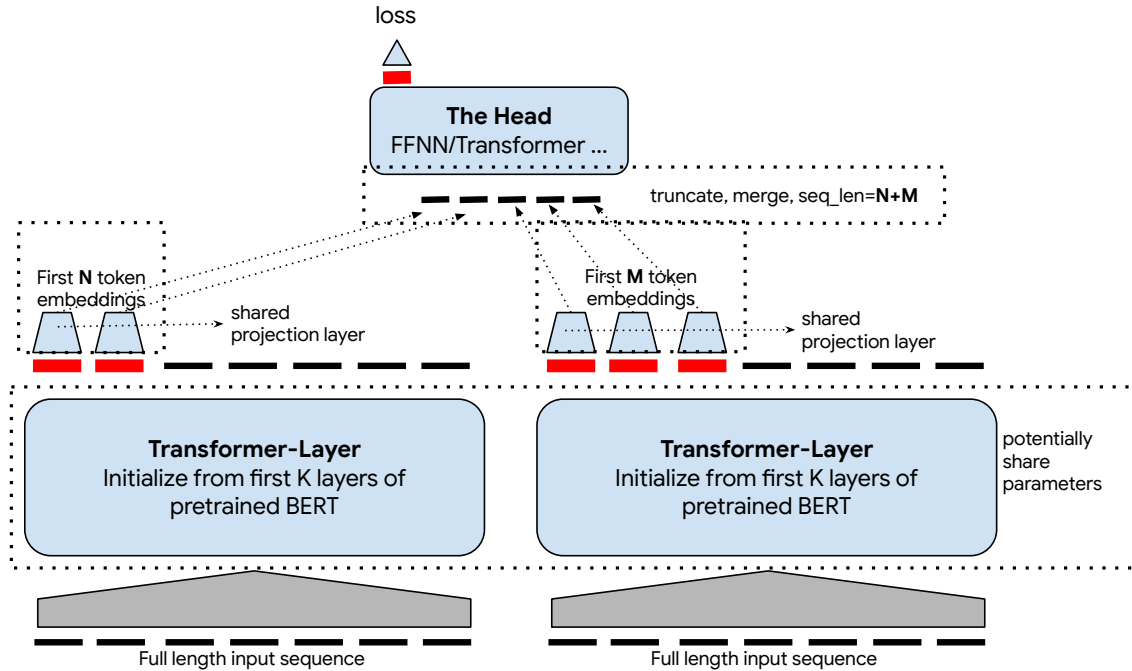 loss
The Head
FFNN/Transformer ...
truncate, merge, seq_len=N+M
First N token
embeddings
shared
projection layer
First M token
embeddings
shared
projection layer
Transformer-Layer
Initialize from first K layers of
pretrained BERT
Transformer-Layer
Initialize from first K layers of
pretrained BERT
potentially
share
parameters
Full length input sequence
Full length input sequence